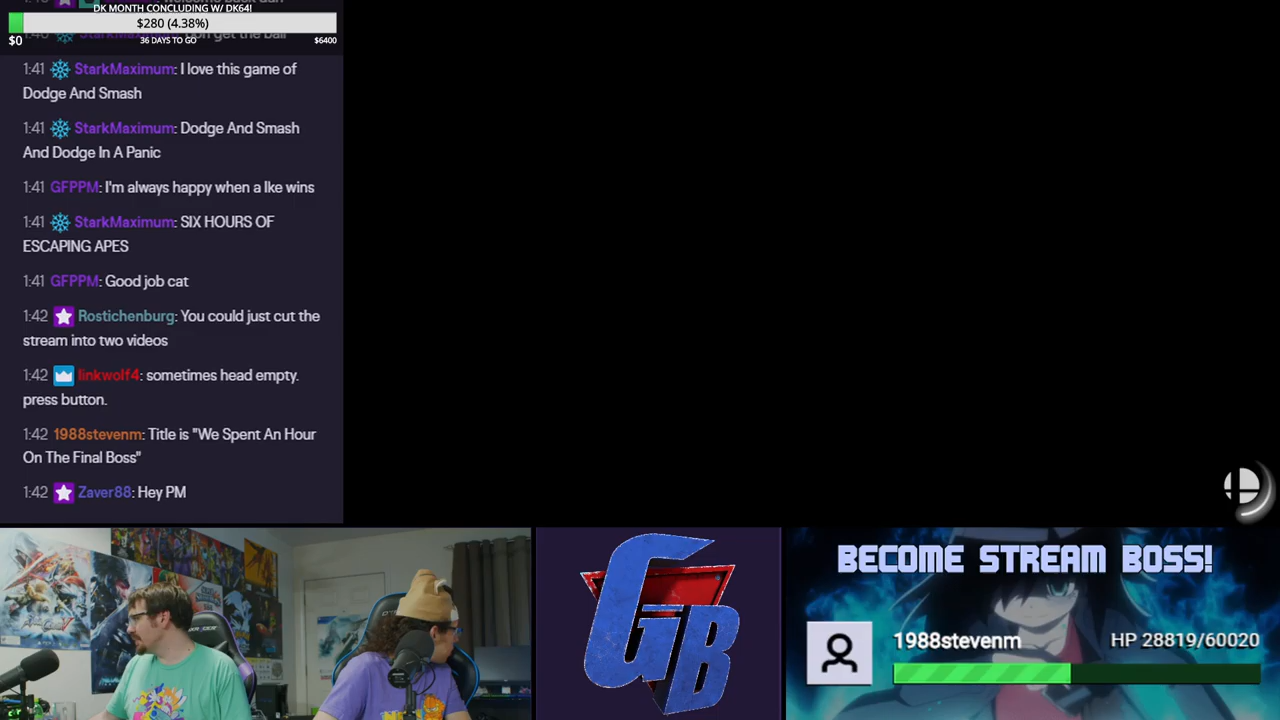 DK MONTH CONCLUDING W/ DK64!
$280 (4.38%)
$0 36 DAYS TO GO $6400
1:41 StarkMaximum: I love this game of
Dodge And Smash
1:41 StarkMaximum: Dodge And Smash
And Dodge In A Panic
1:41 GFPPM: I'm always happy when a Ike wins
1:41 StarkMaximum: SIX HOURS OF
ESCAPING APES
1:41 GFPPM: Good job cat
1:42 Rostichenburg: You could just cut the
stream into two videos
1:42 linkwolf4: sometimes head empty.
press button.
1:42 1988stevenm: Title is "We Spent An Hour
On The Final Boss"
1:42 Zaver88: Hey PM
GB
BECOME STREAM BOSS!
1988stevenm HP 28819/60020